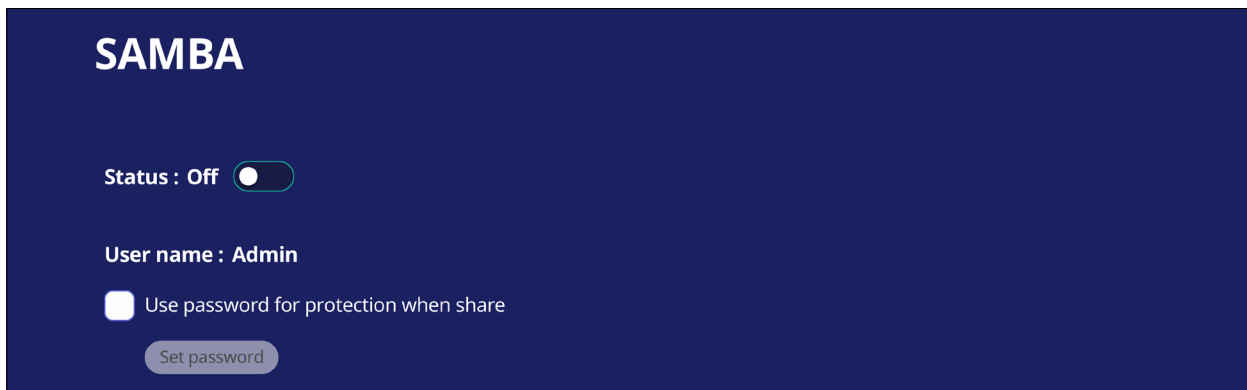 SAMBA
Status : Off
User name : Admin
Use password for protection when share
Set password